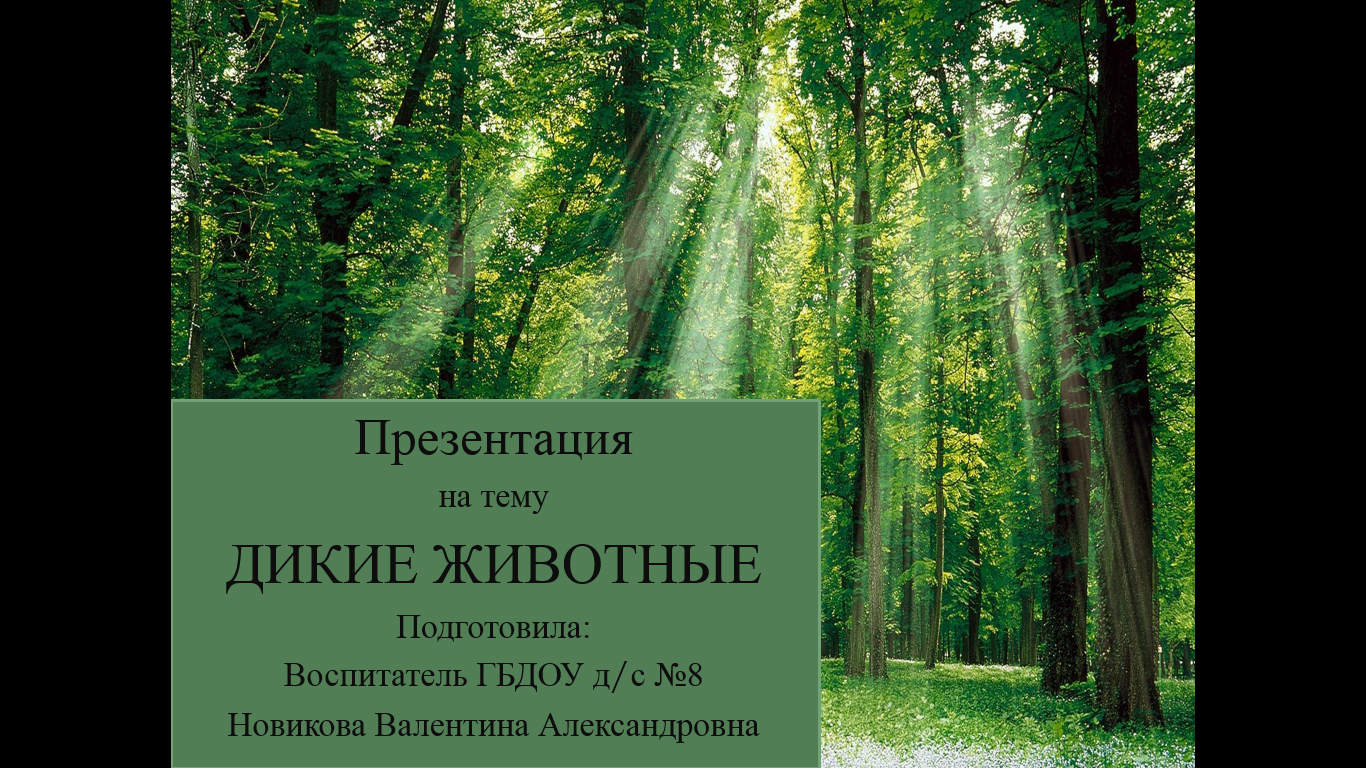 Презентация
на тему
ДИКИЕ ЖИВОТНЫЕ
Подготовила:
Воспитатель ГБДОУ д/с №8
Новикова Валентина Александровна